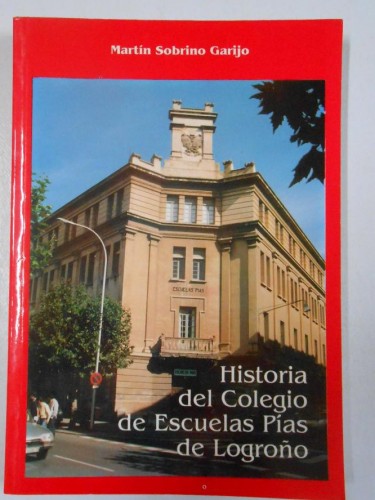 Martín Sobrino Garijo
ESCUELAS PIAS
Historia
del Colegio
de Escuelas Pías
de Logroño